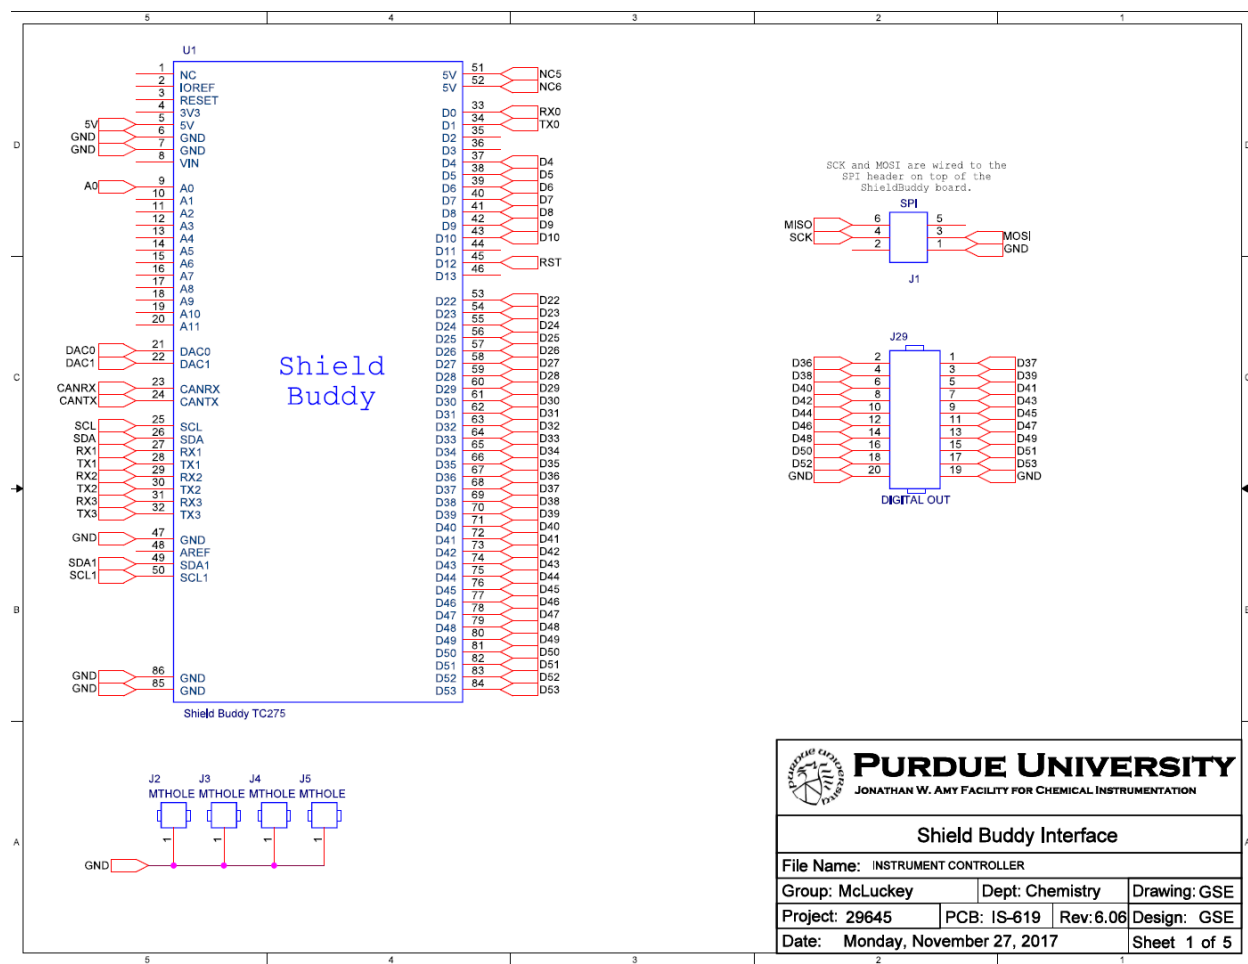 5 4 3 2 1
U1
1 NC
2 IOREF
3 RESET
4 3V3
5V 5 5V
GND 6 GND
GND 7 GND
8 VIN
A0 9 A0
10 A1
11 A2
12 A3
13 A4
14 A5
15 A6
16 A7
17 A8
18 A9
19 A10
20 A11
DAC0 21 DAC0
DAC1 22 DAC1
CANRX 23 CANRX
CANTX 24 CANTX
SCL 25 SCL
SDA 26 SDA
RX1 27 RX1
TX1 28 TX1
RX2 29 RX2
TX2 30 TX2
RX3 31 RX3
TX3 32 TX3
GND 47 GND
48 AREF
SDA1 49 SDA1
SCL1 50 SCL1
GND 86 GND
GND 85 GND
Shield
Buddy
5V 51 NC5
5V 52 NC6
D0 33 RX0
D1 34 TX0
D2 35
D3 36
D4 37 D4
D5 38 D5
D6 39 D6
D7 40 D7
D8 41 D8
D9 42 D9
D10 43 D10
D11 44
D12 45 RST
D13 46
D22 53 D22
D23 54 D23
D24 55 D24
D25 56 D25
D26 57 D26
D27 58 D27
D28 59 D28
D29 60 D29
D30 61 D30
D31 62 D31
D32 63 D32
D33 64 D33
D34 65 D34
D35 66 D35
D36 67 D36
D37 68 D37
D38 69 D38
D39 70 D39
D40 71 D40
D41 72 D41
D42 73 D42
D43 74 D43
D44 75 D44
D45 76 D45
D46 77 D46
D47 78 D47
D48 79 D48
D49 80 D49
D50 81 D50
D51 82 D51
D52 83 D52
D53 84 D53
Shield Buddy TC275
SCK and MOSI are wired to the
SPI header on top of the
ShieldBuddy board.
SPI
MISO 6 5
SCK 4 3 MOSI
2 1 GND
J1
J29
D36 2 1 D37
D38 4 3 D39
D40 6 5 D41
D42 8 7 D43
D44 10 9 D45
D46 12 11 D47
D48 14 13 D49
D50 16 15 D51
D52 18 17 D53
GND 20 19 GND
DIGITAL OUT
J2 J3 J4 J5
MTHOLE MTHOLE MTHOLE MTHOLE
1 1 1 1
GND
D
C
B
A
purdue university
PURDUE UNIVERSITY
JONATHAN W. AMY FACILITY FOR CHEMICAL INSTRUMENTATION
Shield Buddy Interface
File Name: INSTRUMENT CONTROLLER
Group: McLuckey Dept: Chemistry Drawing: GSE
Project: 29645 PCB: IS-619 Rev: 6.06 Design: GSE
Date: Monday, November 27, 2017 Sheet 1 of 5
5 4 3 2 1